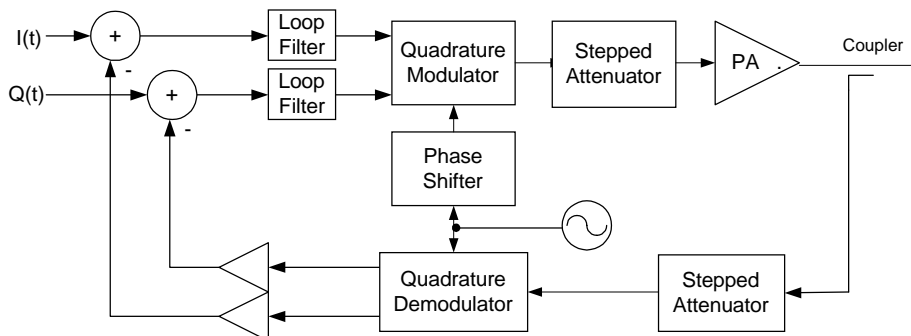 I(t)
+
-
Loop
Filter
Quadrature
Modulator
Stepped
Attenuator
PA
.
Coupler
Q(t)
+
-
Loop
Filter
Phase
Shifter
Quadrature
Demodulator
Stepped
Attenuator